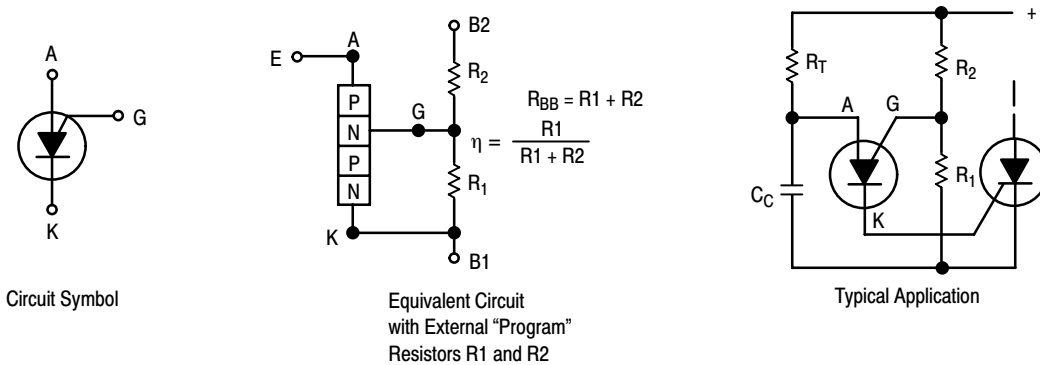 A
G
K
Circuit Symbol
B2
E
A
R2
P
N
P
N
G
RBB = R1 + R2
η = R1
R1 + R2
R1
K
B1
Equivalent Circuit
with External “Program”
Resistors R1 and R2
+
RT
R2
A
G
R1
CC
K
Typical Application